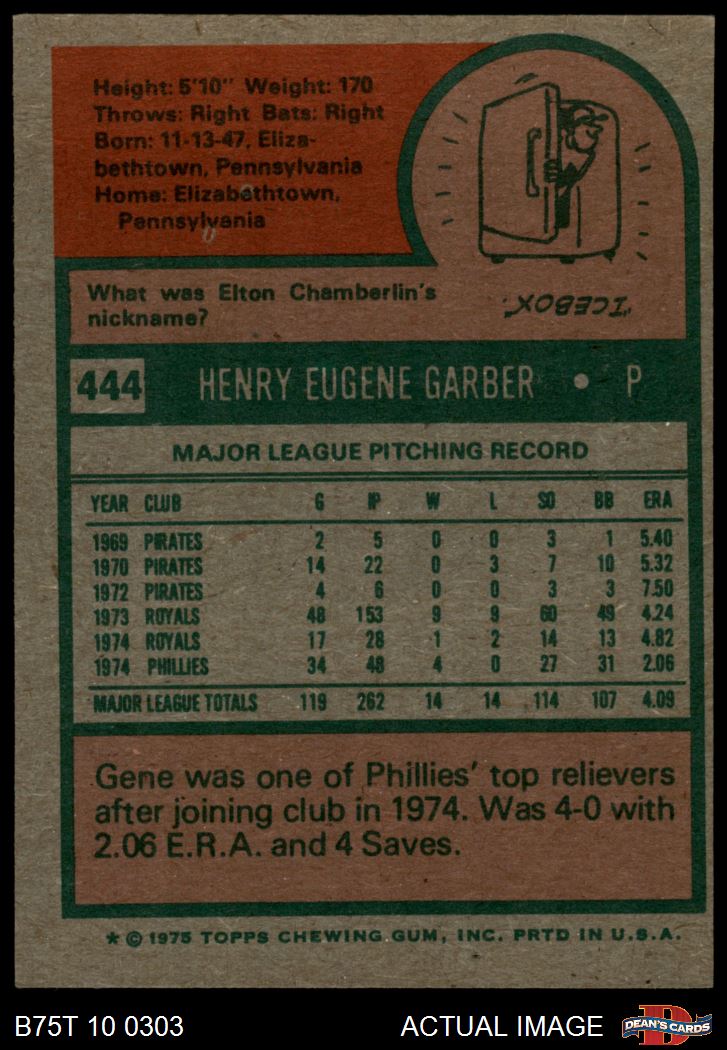 Height: 5'10" Weight: 170
Throws: Right Bats: Right
Born: 11-13-47, Eliza-
bethtown, Pennsylvania
Home: Elizabethtown,
Pennsylvania
What was Elton Chamberlin's
nickname?
"ICEBOX".
444 HENRY EUGENE GARBER • P
MAJOR LEAGUE PITCHING RECORD
YEAR CLUB G IP W L SO BB ERA
1969 PIRATES 2 5 0 0 3 1 5.40
1970 PIRATES 14 22 0 3 7 10 5.32
1972 PIRATES 4 6 0 0 3 3 7.50
1973 ROYALS 48 153 9 9 60 49 4.24
1974 ROYALS 17 28 1 2 14 13 4.82
1974 PHILLIES 34 48 4 0 27 31 2.06
MAJOR LEAGUE TOTALS 119 262 14 14 114 107 4.09
Gene was one of Phillies' top relievers
after joining club in 1974. Was 4-0 with
2.06 E.R.A. and 4 Saves.
* © 1975 TOPPS CHEWING GUM, INC. PRTD IN U.S.A.
B75T 10 0303 ACTUAL IMAGE D DEAN'S CARDS